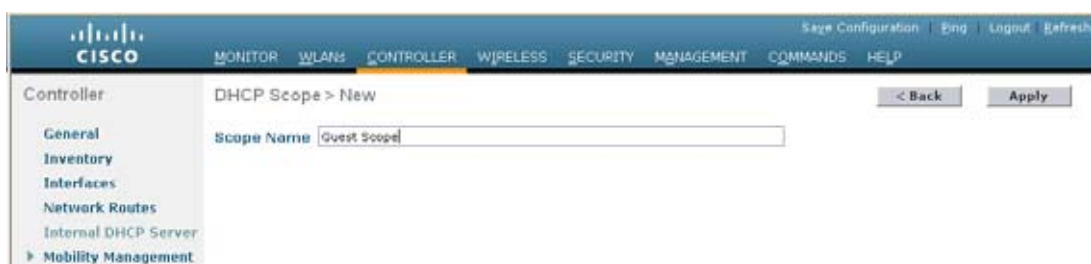 Save Configuration Ping Logout Refresh
CISCO
MONITOR WLANs CONTROLLER WIRELESS SECURITY MANAGEMENT COMMANDS HELP
Controller
DHCP Scope > New
< Back
Apply
General
Scope Name Guest Scope
Inventory
Interfaces
Network Routes
Internal DHCP Server
Mobility Management